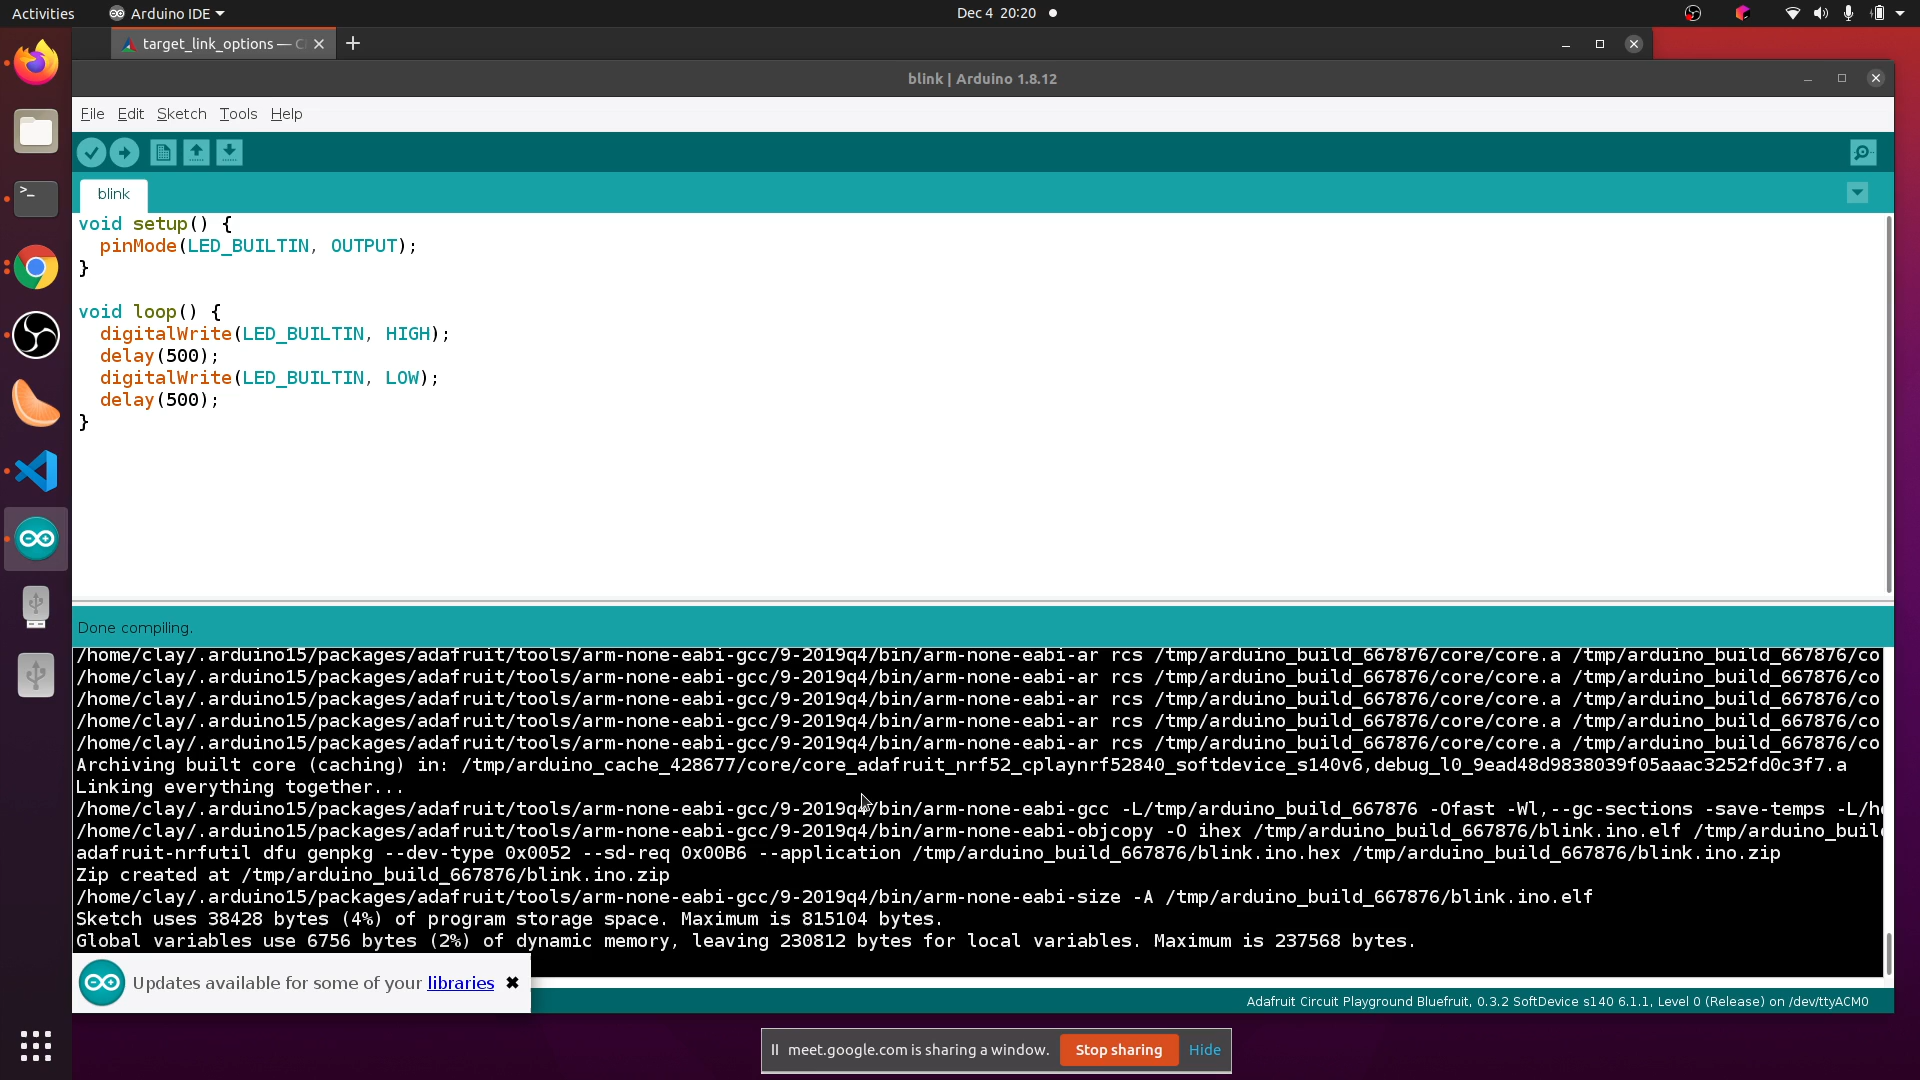 Activities
Arduino IDE
Dec 4 20:20
target_link_options — C
blink | Arduino 1.8.12
File Edit Sketch Tools Help
blink
void setup() {
  pinMode(LED_BUILTIN, OUTPUT);
}
void loop() {
  digitalWrite(LED_BUILTIN, HIGH);
  delay(500);
  digitalWrite(LED_BUILTIN, LOW);
  delay(500);
}
Done compiling.
/home/clay/.arduino15/packages/adafruit/tools/arm-none-eabi-gcc/9-2019q4/bin/arm-none-eabi-ar rcs /tmp/arduino_build_667876/core/core.a /tmp/arduino_build_667876/co
/home/clay/.arduino15/packages/adafruit/tools/arm-none-eabi-gcc/9-2019q4/bin/arm-none-eabi-ar rcs /tmp/arduino_build_667876/core/core.a /tmp/arduino_build_667876/co
/home/clay/.arduino15/packages/adafruit/tools/arm-none-eabi-gcc/9-2019q4/bin/arm-none-eabi-ar rcs /tmp/arduino_build_667876/core/core.a /tmp/arduino_build_667876/co
/home/clay/.arduino15/packages/adafruit/tools/arm-none-eabi-gcc/9-2019q4/bin/arm-none-eabi-ar rcs /tmp/arduino_build_667876/core/core.a /tmp/arduino_build_667876/co
/home/clay/.arduino15/packages/adafruit/tools/arm-none-eabi-gcc/9-2019q4/bin/arm-none-eabi-ar rcs /tmp/arduino_build_667876/core/core.a /tmp/arduino_build_667876/co
Archiving built core (caching) in: /tmp/arduino_cache_428677/core/core_adafruit_nrf52_cplaynrf52840_softdevice_s140v6,debug_l0_9ead48d9838039f05aaac3252fd0c3f7.a
Linking everything together...
/home/clay/.arduino15/packages/adafruit/tools/arm-none-eabi-gcc/9-2019q4/bin/arm-none-eabi-gcc -L/tmp/arduino_build_667876 -Ofast -Wl,--gc-sections -save-temps -L/h
/home/clay/.arduino15/packages/adafruit/tools/arm-none-eabi-gcc/9-2019q4/bin/arm-none-eabi-objcopy -O ihex /tmp/arduino_build_667876/blink.ino.elf /tmp/arduino_buil
adafruit-nrfutil dfu genpkg --dev-type 0x0052 --sd-req 0x00B6 --application /tmp/arduino_build_667876/blink.ino.hex /tmp/arduino_build_667876/blink.ino.zip
Zip created at /tmp/arduino_build_667876/blink.ino.zip
/home/clay/.arduino15/packages/adafruit/tools/arm-none-eabi-gcc/9-2019q4/bin/arm-none-eabi-size -A /tmp/arduino_build_667876/blink.ino.elf
Sketch uses 38428 bytes (4%) of program storage space. Maximum is 815104 bytes.
Global variables use 6756 bytes (2%) of dynamic memory, leaving 230812 bytes for local variables. Maximum is 237568 bytes.
Updates available for some of your libraries
Adafruit Circuit Playground Bluefruit, 0.3.2 SoftDevice s140 6.1.1, Level 0 (Release) on /dev/ttyACM0
meet.google.com is sharing a window. Stop sharing Hide